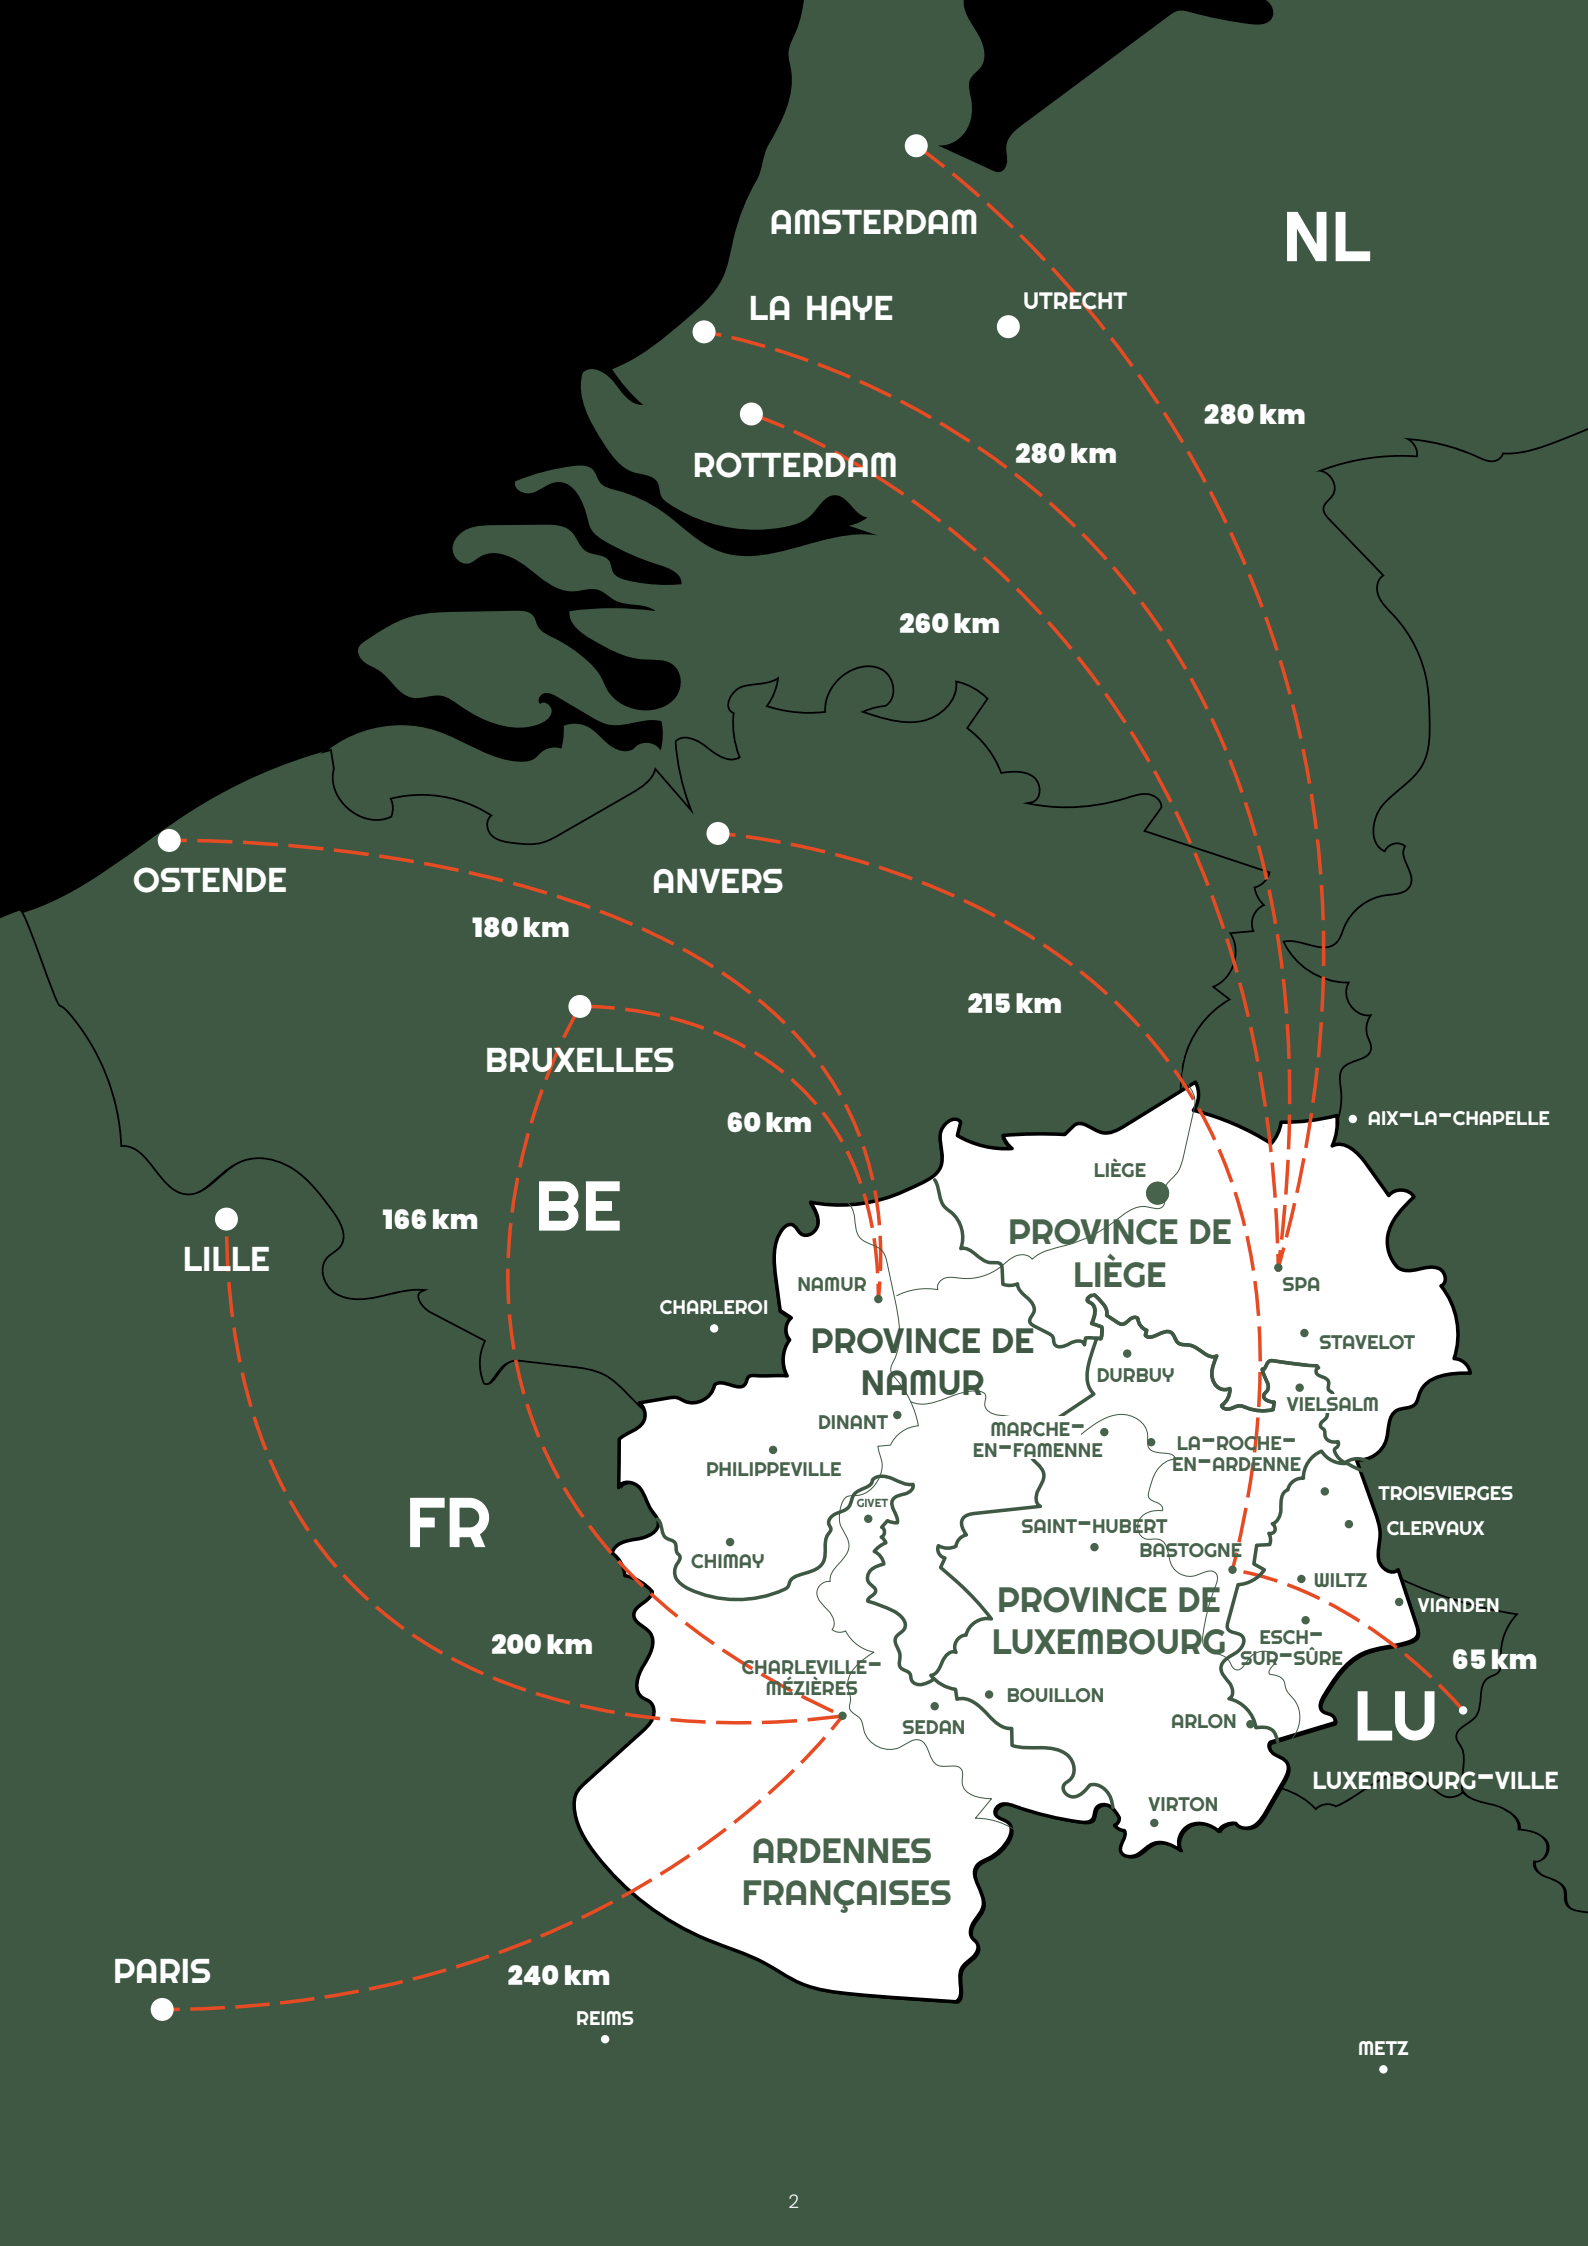 AMSTERDAM
NL
LA HAYE
UTRECHT
280 km
280 km
ROTTERDAM
260 km
OSTENDE
ANVERS
180 km
215 km
BRUXELLES
60 km
AIX-LA-CHAPELLE
LIÈGE
BE
166 km
PROVINCE DE
LIÈGE
LILLE
NAMUR
SPA
CHARLEROI
PROVINCE DE
NAMUR
STAVELOT
DURBUY
VIELSALM
DINANT
MARCHE-
EN-FAMENNE
LA-ROCHE-
EN-ARDENNE
PHILIPPEVILLE
TROISVIERGES
GIVET
FR
SAINT-HUBERT
CLERVAUX
BASTOGNE
CHIMAY
WILTZ
PROVINCE DE
LUXEMBOURG
VIANDEN
ESCH-
SUR-SÛRE
200 km
65 km
CHARLEVILLE-
MÉZIÈRES
BOUILLON
LU
SEDAN
ARLON
LUXEMBOURG-VILLE
VIRTON
ARDENNES
FRANÇAISES
PARIS
240 km
REIMS
METZ
2